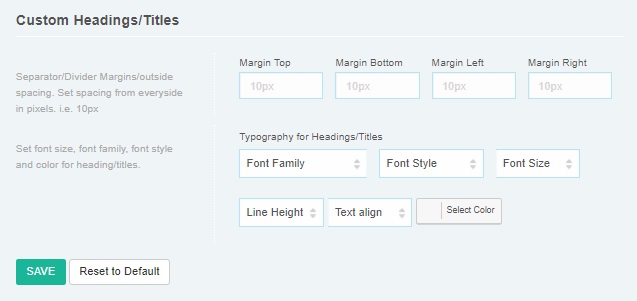 Custom Headings/Titles
Separator/Divider Margins/outside
spacing. Set spacing from everyside
in pixels. i.e. 10px
Margin Top
Margin Bottom
Margin Left
Margin Right
10px
10px
10px
10px
Set font size, font family, font style
and color for heading/titles.
Typography for Headings/Titles
Font Family
Font Style
Font Size
Line Height
Text align
Select Color
SAVE
Reset to Default